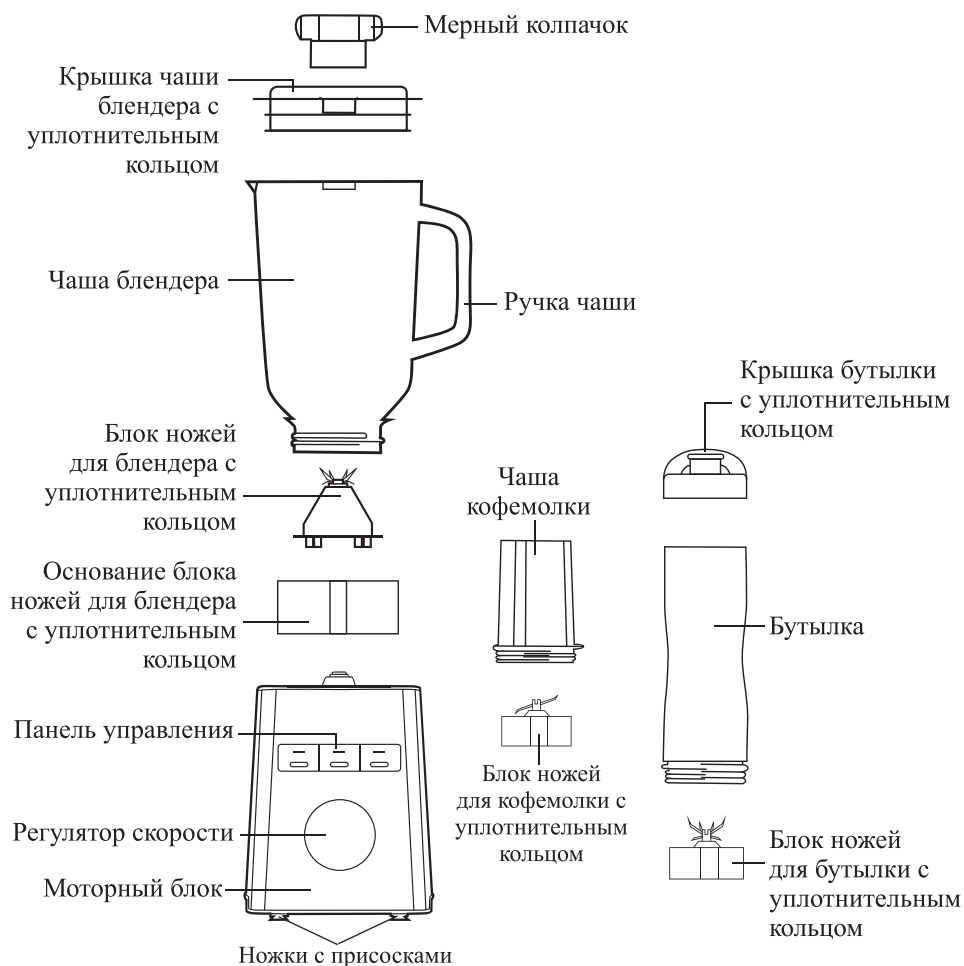 Мерный колпачок
Крышка чаши
блендера с
уплотнительным
кольцом
Чаша блендера
Ручка чаши
Крышка бутылки
с уплотнительным
кольцом
Блок ножей
для блендера с
уплотнительным
кольцом
Чаша
кофемолки
Основание блока
ножей для блендера
с уплотнительным
кольцом
Бутылка
Панель управления
Блок ножей
для кофемолки с
уплотнительным
кольцом
Регулятор скорости
Блок ножей
для бутылки с
уплотнительным
кольцом
Моторный блок
Ножки с присосками